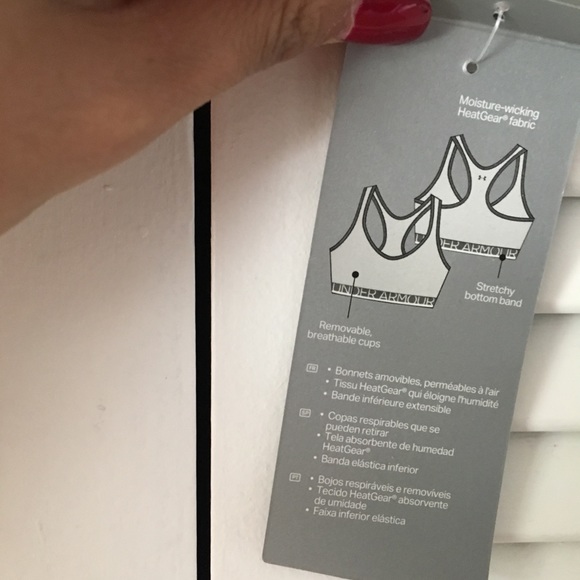 Moisture-wicking
HeatGear® fabric
UNDER ARMOUR
UNDER ARMOUR
Stretchy
bottom band
Removable,
breathable cups
FR
• Bonnets amovibles, perméables à l'air
• Tissu HeatGear® qui éloigne l'humidité
• Bande inférieure extensible
SP
• Copas respirables que se
pueden retirar
• Tela absorbente de humedad
HeatGear®
• Banda elástica inferior
PT
• Bojos respiráveis e removíveis
• Tecido HeatGear® absorvente
de umidade
• Faixa inferior elástica